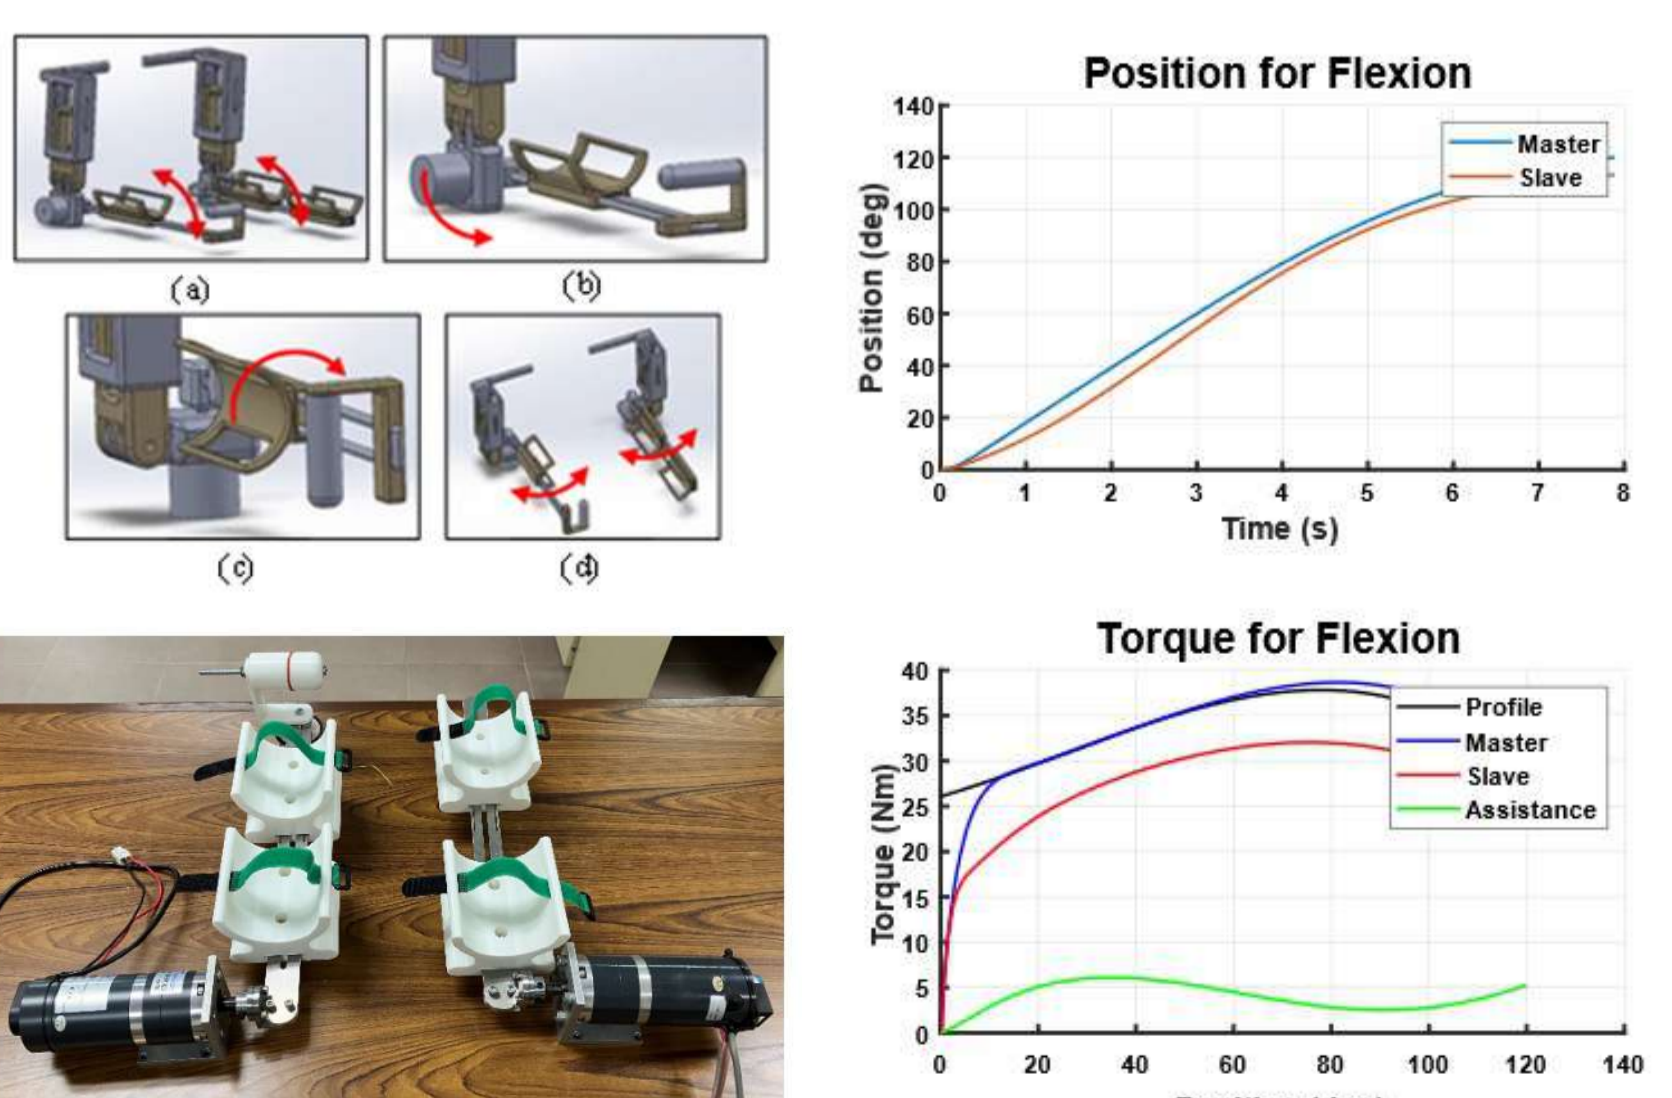 (a)
(b)
(c)
(d)
Position for Flexion
Position (deg)
140
120
100
80
60
40
20
0
Master
Slave
0 1 2 3 4 5 6 7 8
Time (s)
Torque for Flexion
Torque (Nm)
40
35
30
25
20
15
10
5
0
Profile
Master
Slave
Assistance
0 20 40 60 80 100 120 140